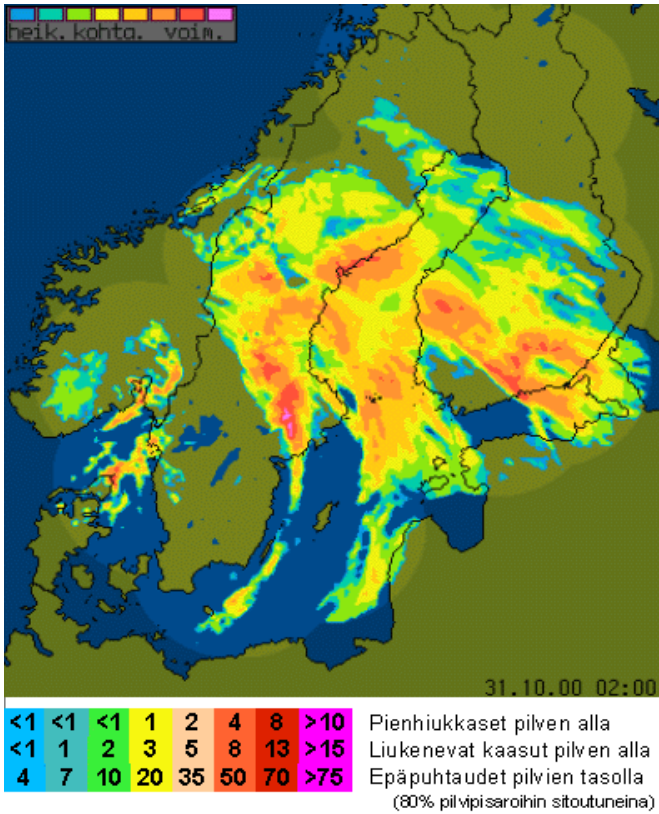 heik. kohta. voim.
31.10.00 02:00
<1 <1 <1 1 2 4 8 >10 Pienhiukkaset pilven alla
<1 1 2 3 5 8 13 >15 Liukenevat kaasut pilven alla
4 7 10 20 35 50 70 >75 Epäpuhtaudet pilvien tasolla
(80% pilvipisaroihin sitoutuneina)